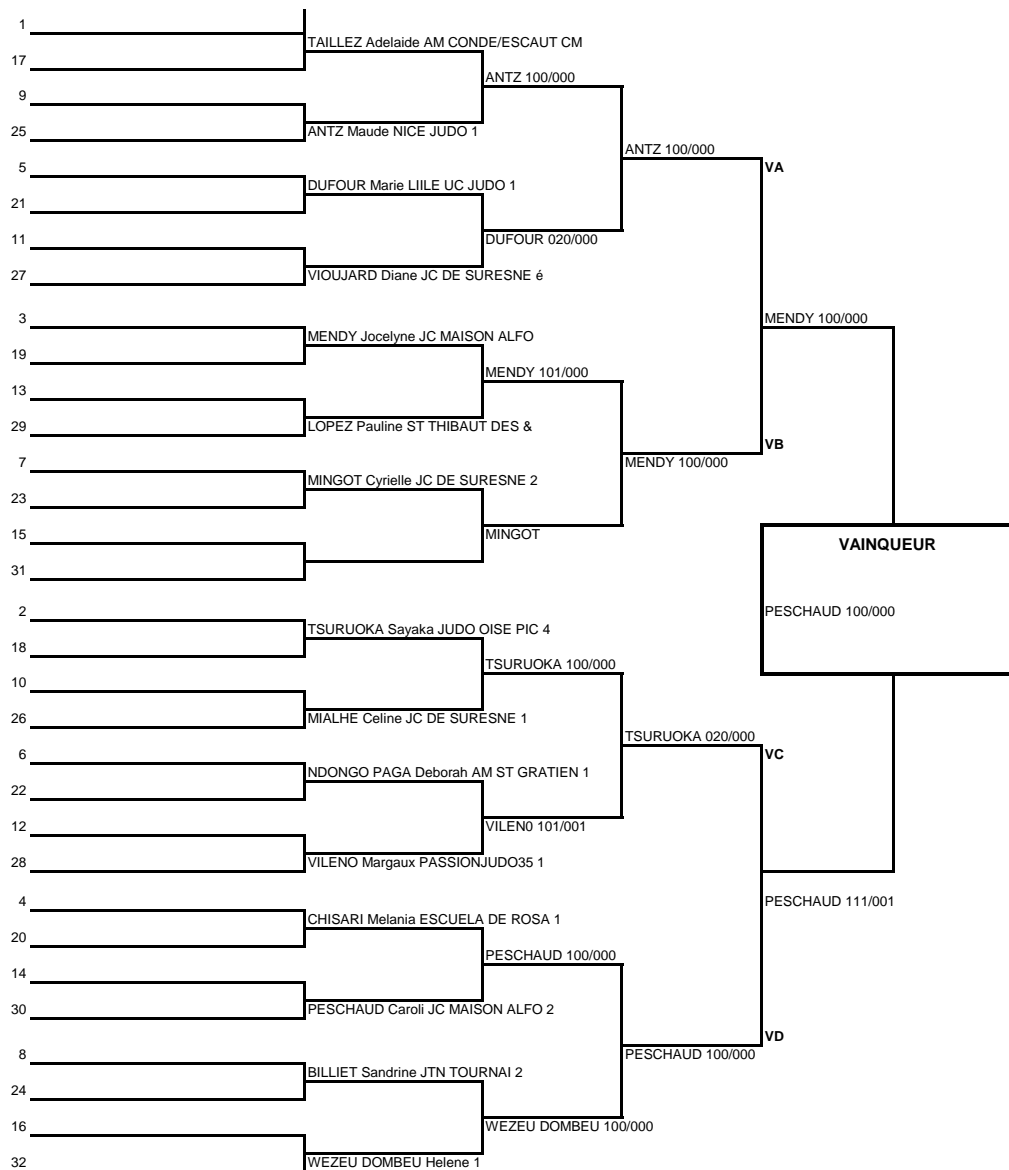 1
TAILLEZ Adelaide AM CONDE/ESCAUT CM
17
ANTZ 100/000
9
25
ANTZ Maude NICE JUDO 1
ANTZ 100/000
VA
5
DUFOUR Marie LIILE UC JUDO 1
21
11
DUFOUR 020/000
27
VIOUJARD Diane JC DE SURESNE é
3
MENDY 100/000
MENDY Jocelyne JC MAISON ALFO
19
MENDY 101/000
13
29
LOPEZ Pauline ST THIBAUT DES &
VB
MENDY 100/000
7
MINGOT Cyrielle JC DE SURESNE 2
23
15
MINGOT
31
VAINQUEUR
2
PESCHAUD 100/000
TSURUOKA Sayaka JUDO OISE PIC 4
18
TSURUOKA 100/000
10
26
MIALHE Celine JC DE SURESNE 1
TSURUOKA 020/000
VC
6
NDONGO PAGA Deborah AM ST GRATIEN 1
22
12
VILEN0 101/001
28
VILENO Margaux PASSIONJUDO35 1
4
PESCHAUD 111/001
CHISARI Melania ESCUELA DE ROSA 1
20
PESCHAUD 100/000
14
30
PESCHAUD Caroli JC MAISON ALFO 2
VD
8
PESCHAUD 100/000
BILLIET Sandrine JTN TOURNAI 2
24
16
WEZEU DOMBEU 100/000
32
WEZEU DOMBEU Helene 1